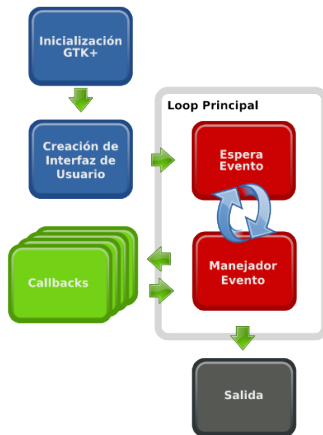 Inicialización
GTK+
Loop Principal
Creación de
Interfaz de
Usuario
Espera
Evento
Callbacks
Manejador
Evento
Salida